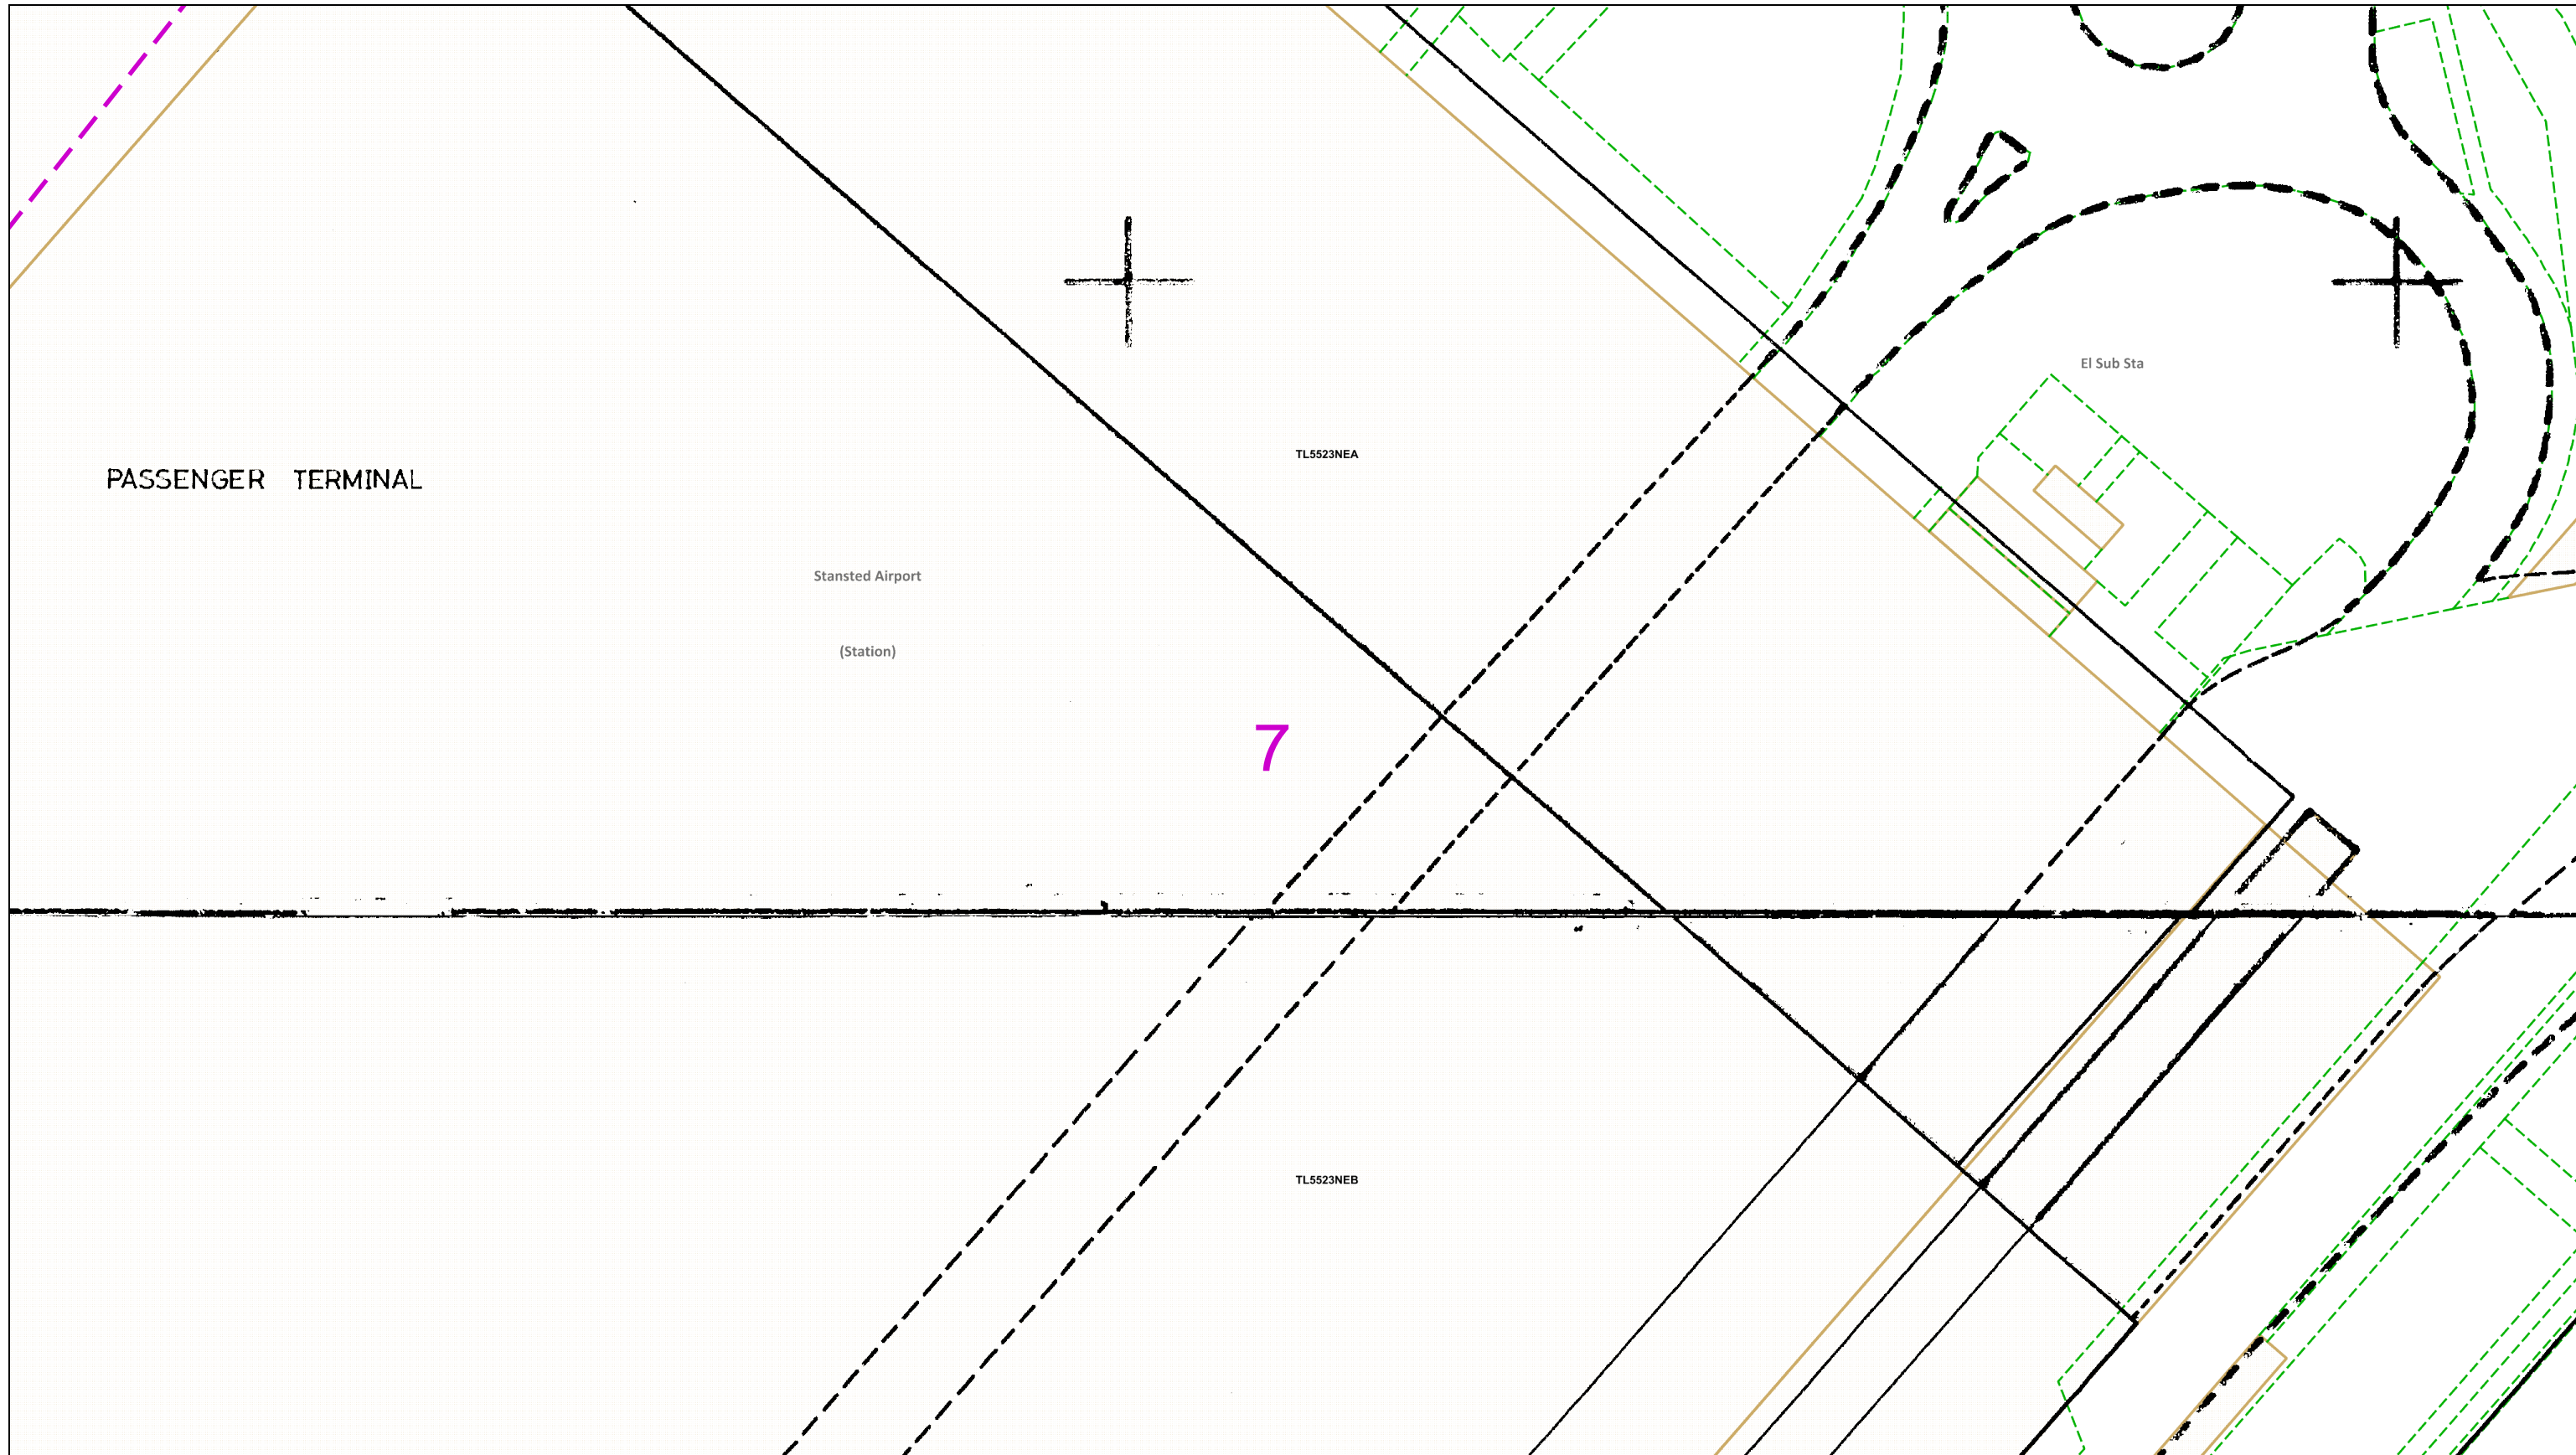 El Sub Sta
TL5523NEA
PASSENGER TERMINAL
Stansted Airport
(Station)
7
TL5523NEB